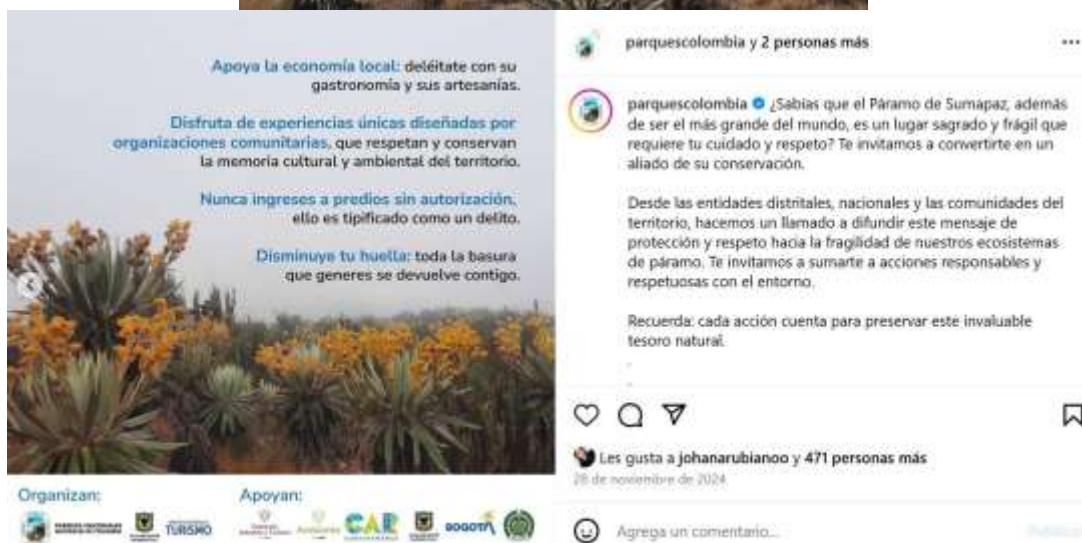 Apoya la economía local: deléitate con su
gastronomía y sus artesanías.
Disfruta de experiencias únicas diseñadas por
organizaciones comunitarias, que respetan y conservan
la memoria cultural y ambiental del territorio.
Nunca ingreses a predios sin autorización,
ello es tipificado como un delito.
Disminuye tu huella: toda la basura
que generes se devuelve contigo.
Organizan:
TURISMO
Apoyan:
CAR
BOGOTÁ
parquescolombia y 2 personas más
parquescolombia ¿Sabías que el Páramo de Sumapaz, además
de ser el más grande del mundo, es un lugar sagrado y frágil que
requiere tu cuidado y respeto? Te invitamos a convertirte en un
aliado de su conservación.
Desde las entidades distritales, nacionales y las comunidades del
territorio, hacemos un llamado a difundir este mensaje de
protección y respeto hacia la fragilidad de nuestros ecosistemas
de páramo. Te invitamos a sumarte a acciones responsables y
respetuosas con el entorno.
Recuerda: cada acción cuenta para preservar este invaluable
tesoro natural.
.
.
Les gusta a johanarubianoo y 471 personas más
28 de noviembre de 2024
Agrega un comentario...